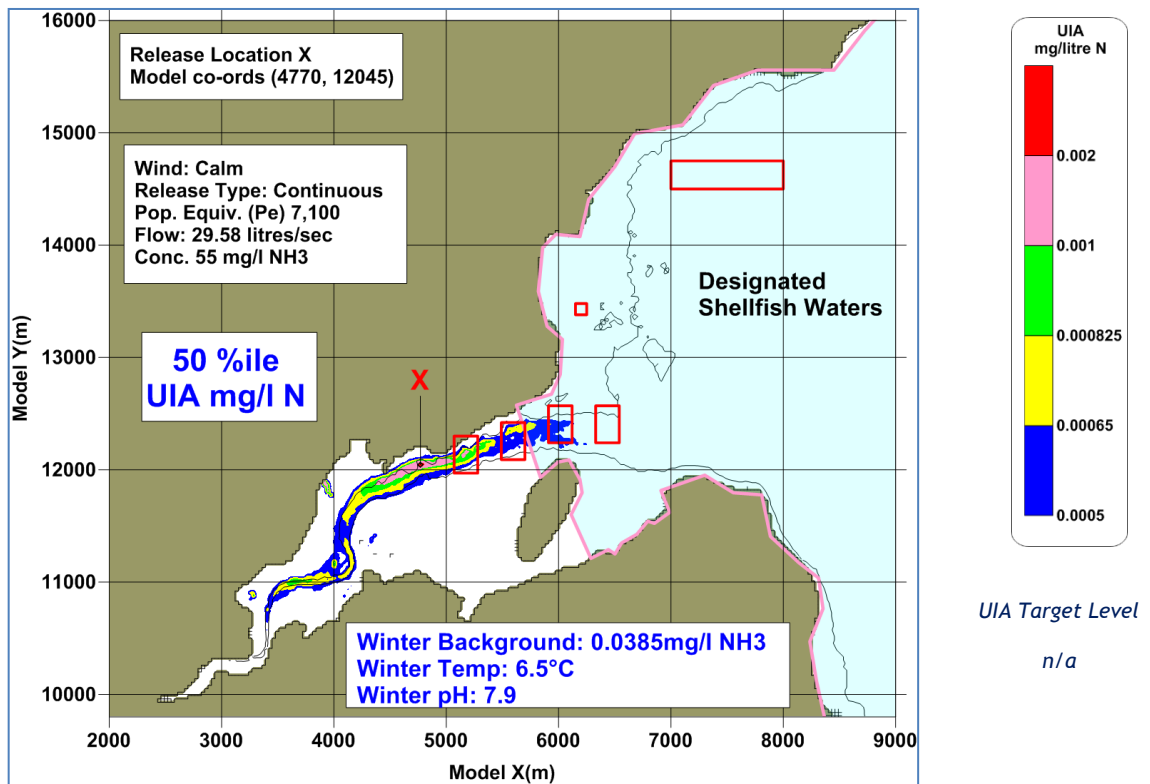 16000
15000
14000
13000
12000
11000
10000
Model Y(m)
Release Location X
Model co-ords (4770, 12045)
Wind: Calm
Release Type: Continuous
Pop. Equiv. (Pe) 7,100
Flow: 29.58 litres/sec
Conc. 55 mg/l NH3
Designated
Shellfish Waters
50 %ile
UIA mg/l N
X
Winter Background: 0.0385mg/l NH3
Winter Temp: 6.5°C
Winter pH: 7.9
2000 3000 4000 5000 6000 7000 8000 9000
Model X(m)
UIA
mg/litre N
0.002
0.001
0.000825
0.00065
0.0005
UIA Target Level
n/a